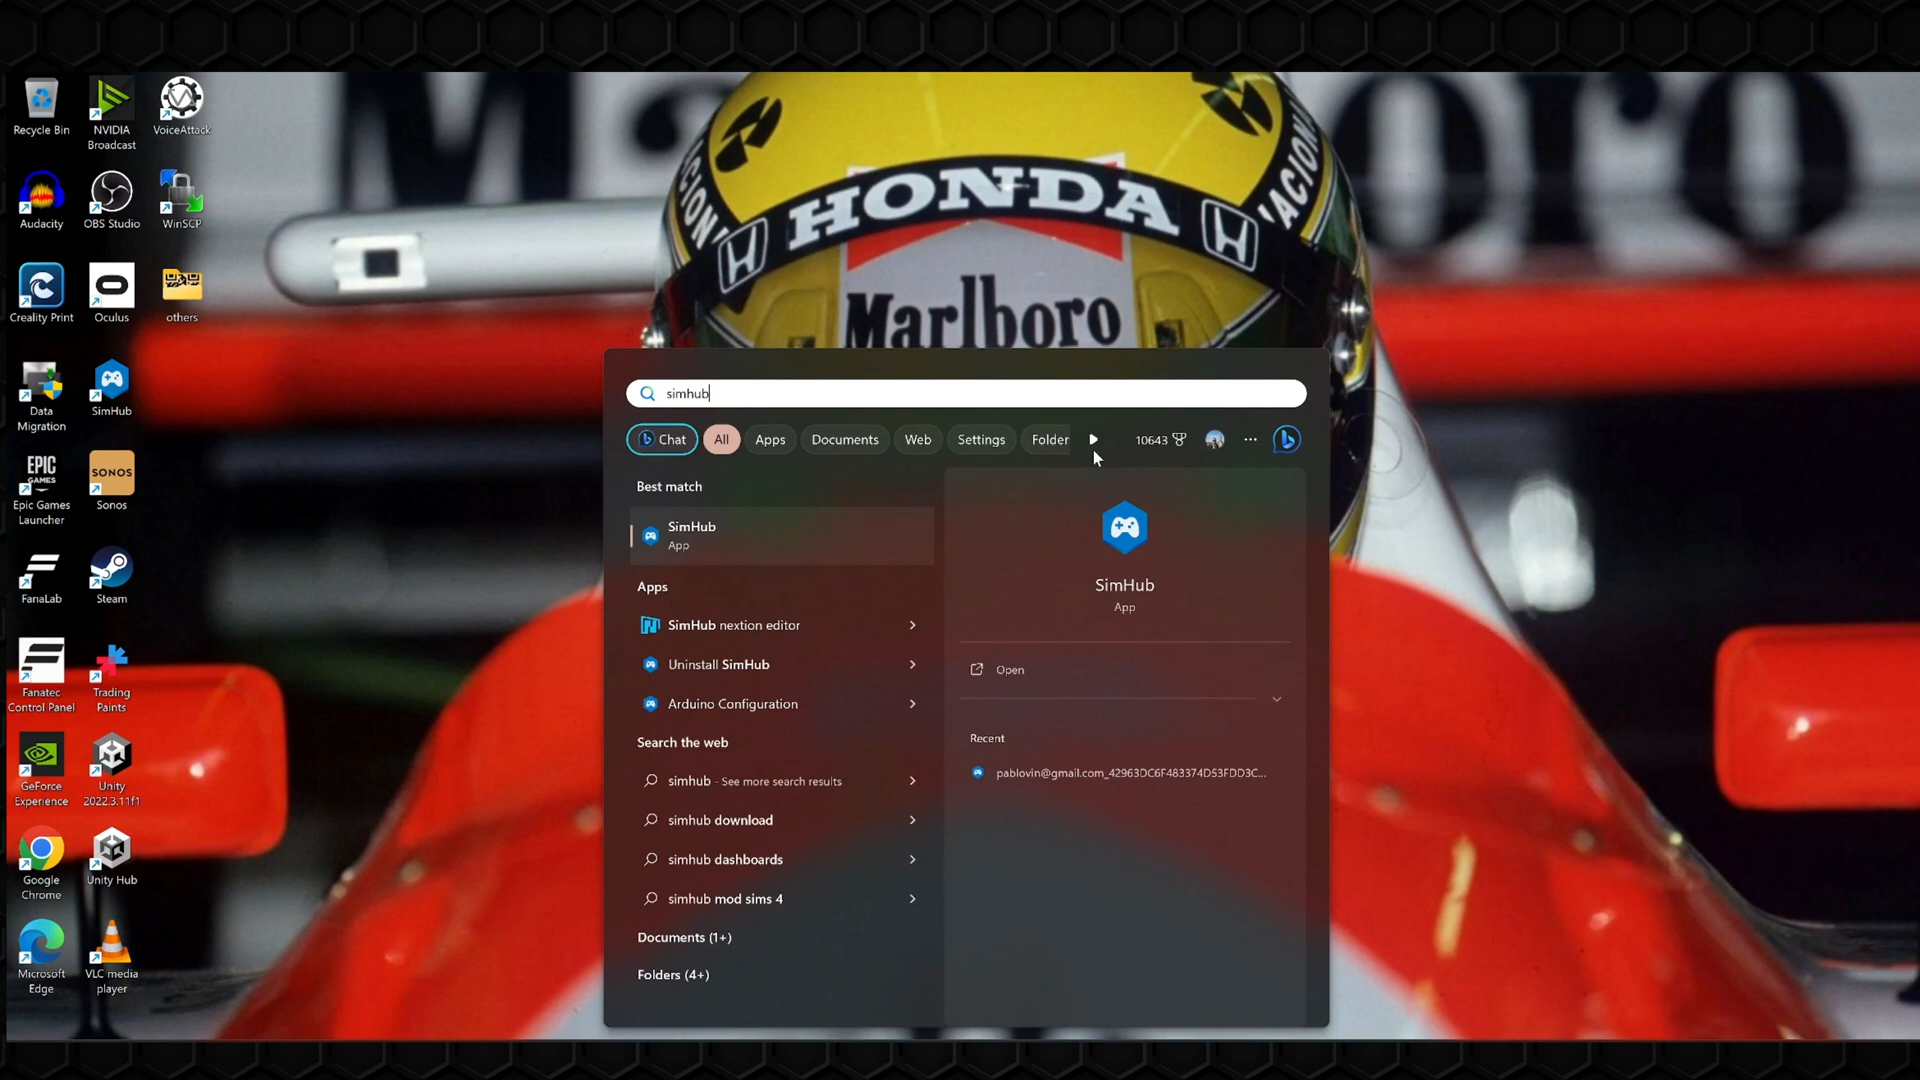 Recycle Bin
NVIDIA
Broadcast
VoiceAttack
Audacity
OBS Studio
WinSCP
Creality Print
Oculus
others
Data
Migration
SimHub
EPIC
GAMES
Epic Games
Launcher
SONOS
Sonos
FanaLab
Steam
Fanatec
Control Panel
Trading
Paints
GeForce
Experience
Unity
2022.3.11f1
Google
Chrome
Unity Hub
Microsoft
Edge
VLC media
player
HONDA
Marlboro
NACIONA
simhub
Chat
All
Apps
Documents
Web
Settings
Folder
10643
Best match
SimHub
App
Apps
SimHub nextion editor
Uninstall SimHub
Arduino Configuration
Search the web
simhub - See more search results
simhub download
simhub dashboards
simhub mod sims 4
Documents (1+)
Folders (4+)
SimHub
App
Open
Recent
pablovin@gmail.com_42963DC6F483374D53FDD3C...